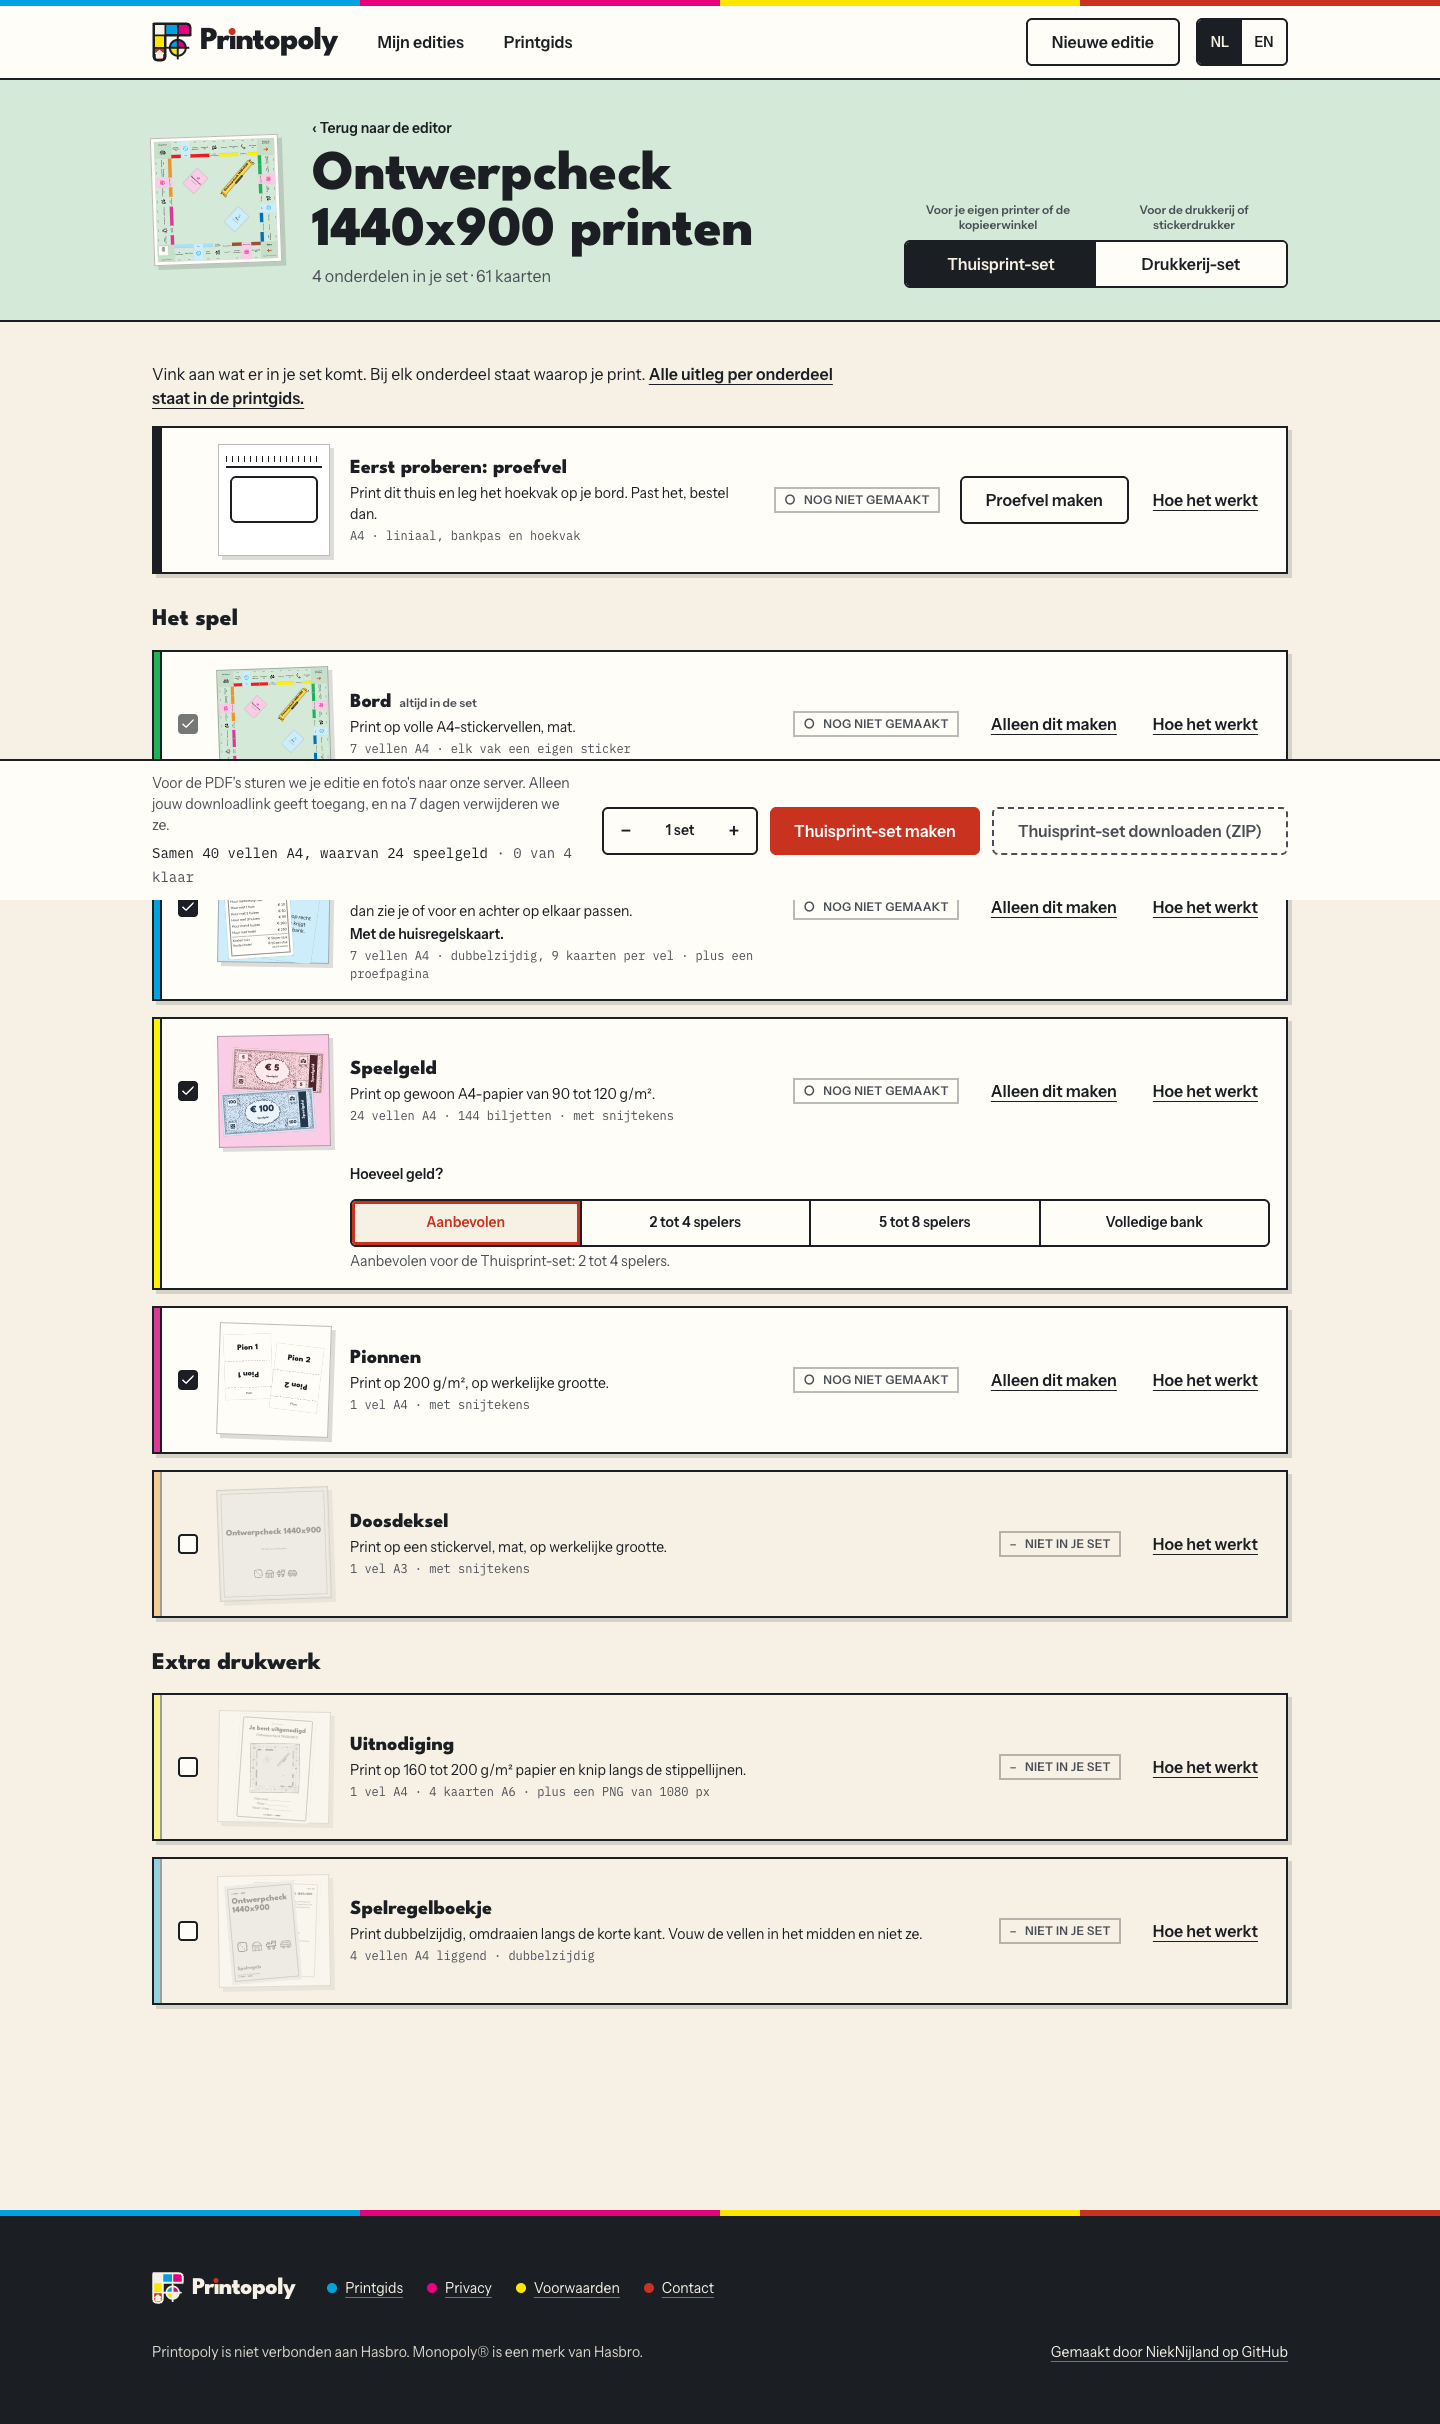 Printopoly
Mijn edities
Printgids
Nieuwe editie
NL
EN
‹ Terug naar de editor
Ontwerpcheck
1440x900 printen
4 onderdelen in je set · 61 kaarten
Voor je eigen printer of de
kopieerwinkel
Voor de drukkerij of
stickerdrukker
Thuisprint-set
Drukkerij-set
Vink aan wat er in je set komt. Bij elk onderdeel staat waarop je print. Alle uitleg per onderdeel
staat in de printgids.
Eerst proberen: proefvel
Print dit thuis en leg het hoekvak op je bord. Past het, bestel
dan.
A4 · liniaal, bankpas en hoekvak
NOG NIET GEMAAKT
Proefvel maken
Hoe het werkt
Het spel
Bord altijd in de set
Print op volle A4-stickervellen, mat.
7 vellen A4 · elk vak een eigen sticker
NOG NIET GEMAAKT
Alleen dit maken
Hoe het werkt
Voor de PDF's sturen we je editie en foto's naar onze server. Alleen
jouw downloadlink geeft toegang, en na 7 dagen verwijderen we
ze.
Samen 40 vellen A4, waarvan 24 speelgeld · 0 van 4
klaar
− 1 set +
Thuisprint-set maken
Thuisprint-set downloaden (ZIP)
dan zie je of voor en achter op elkaar passen.
Met de huisregelskaart.
7 vellen A4 · dubbelzijdig, 9 kaarten per vel · plus een
proefpagina
NOG NIET GEMAAKT
Alleen dit maken
Hoe het werkt
€ 5
€ 100
Speelgeld
Print op gewoon A4-papier van 90 tot 120 g/m².
24 vellen A4 · 144 biljetten · met snijtekens
NOG NIET GEMAAKT
Alleen dit maken
Hoe het werkt
Hoeveel geld?
Aanbevolen
2 tot 4 spelers
5 tot 8 spelers
Volledige bank
Aanbevolen voor de Thuisprint-set: 2 tot 4 spelers.
Pion 1
Pion 2
Pion 1
Pion 2
Pionnen
Print op 200 g/m², op werkelijke grootte.
1 vel A4 · met snijtekens
NOG NIET GEMAAKT
Alleen dit maken
Hoe het werkt
Ontwerpcheck 1440x900
Doosdeksel
Print op een stickervel, mat, op werkelijke grootte.
1 vel A3 · met snijtekens
– NIET IN JE SET
Hoe het werkt
Extra drukwerk
Je bent uitgenodigd
Uitnodiging
Print op 160 tot 200 g/m² papier en knip langs de stippellijnen.
1 vel A4 · 4 kaarten A6 · plus een PNG van 1080 px
– NIET IN JE SET
Hoe het werkt
Ontwerpcheck
1440x900
Spelregels
Spelregelboekje
Print dubbelzijdig, omdraaien langs de korte kant. Vouw de vellen in het midden en niet ze.
4 vellen A4 liggend · dubbelzijdig
– NIET IN JE SET
Hoe het werkt
Printopoly
Printgids
Privacy
Voorwaarden
Contact
Printopoly is niet verbonden aan Hasbro. Monopoly® is een merk van Hasbro.
Gemaakt door NiekNijland op GitHub